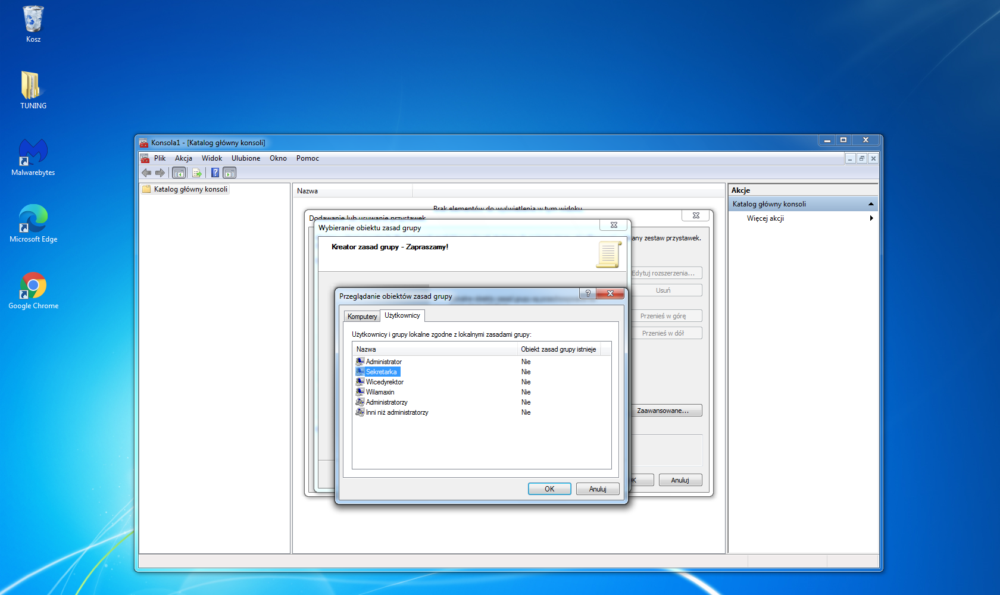 Kosz
TUNING
Malwarebytes
Microsoft Edge
Google Chrome
Konsola1 - [Katalog główny konsoli]
Plik Akcja Widok Ulubione Okno Pomoc
Katalog główny konsoli
Nazwa
Brak elementów do wyświetlenia w tym widoku.
Akcje
Katalog główny konsoli
Więcej akcji
Dodawanie lub usuwanie przystawek
any zestaw przystawek.
Edytuj rozszerzenia...
Usuń
Przenieś w górę
Przenieś w dół
Zaawansowane...
OK Anuluj
Wybieranie obiektu zasad grupy
Kreator zasad grupy - Zapraszamy!
Przeglądanie obiektów zasad grupy
Komputery Użytkownicy
Użytkownicy i grupy lokalne zgodne z lokalnymi zasadami grupy:
Nazwa Obiekt zasad grupy istnieje
Administrator Nie
Sekretarka Nie
Wicedyrektor Nie
Wilamaxin Nie
Administratorzy Nie
Inni niż administratorzy Nie
OK Anuluj